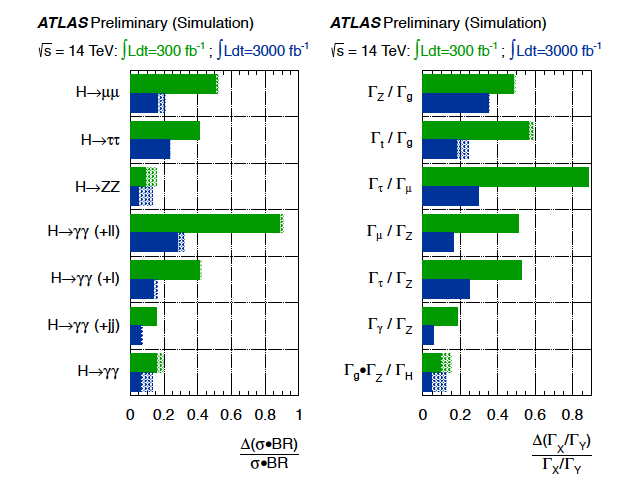 ATLAS Preliminary (Simulation)
√s = 14 TeV: ∫Ldt=300 fb⁻¹ ; ∫Ldt=3000 fb⁻¹
H→μμ
H→ττ
H→ZZ
H→γγ (+ll)
H→γγ (+l)
H→γγ (+jj)
H→γγ
0 0.2 0.4 0.6 0.8 1
Δ(σ•BR)
σ•BR
ATLAS Preliminary (Simulation)
√s = 14 TeV: ∫Ldt=300 fb⁻¹ ; ∫Ldt=3000 fb⁻¹
Γ_Z / Γ_g
Γ_t / Γ_g
Γ_τ / Γ_μ
Γ_μ / Γ_Z
Γ_τ / Γ_Z
Γ_γ / Γ_Z
Γ_g•Γ_Z / Γ_H
0 0.2 0.4 0.6 0.8
Δ(Γ_X/Γ_Y)
Γ_X/Γ_Y